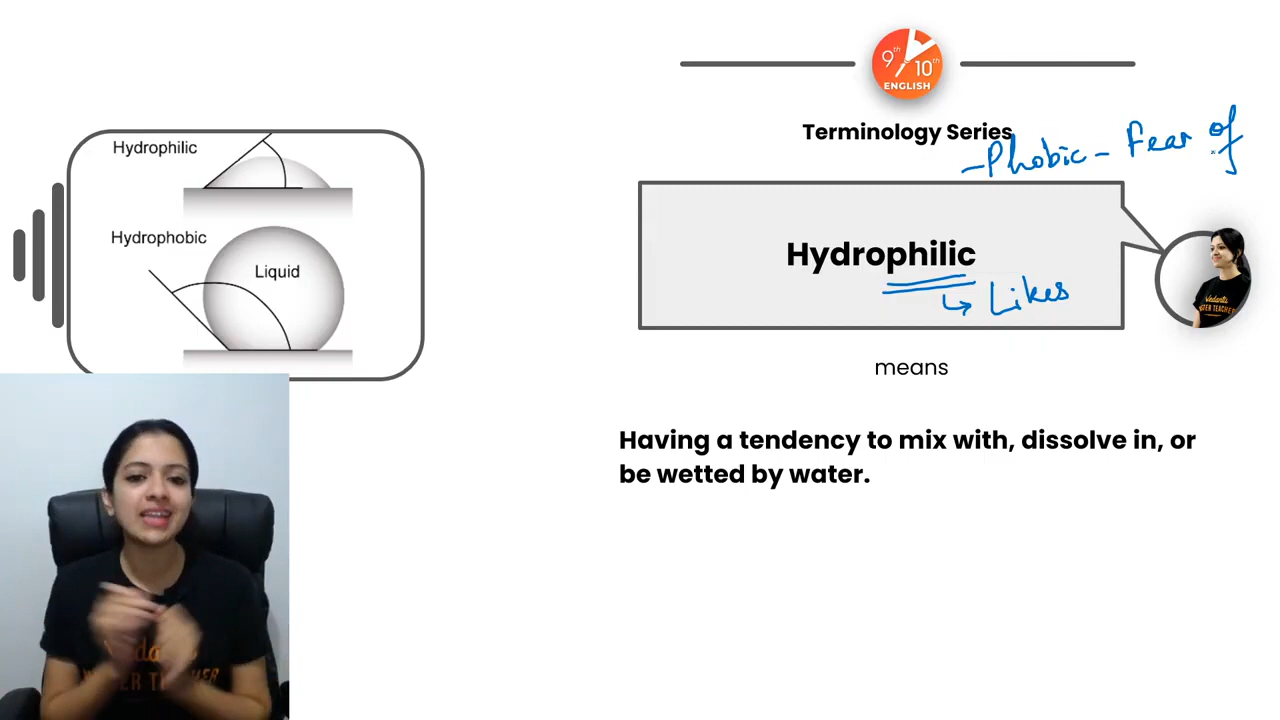 9th 10th
ENGLISH
Terminology Series
-Phobic - Fear of
Hydrophilic
Hydrophilic
↳ Likes
Hydrophobic
Liquid
means
Having a tendency to mix with, dissolve in, or
be wetted by water.